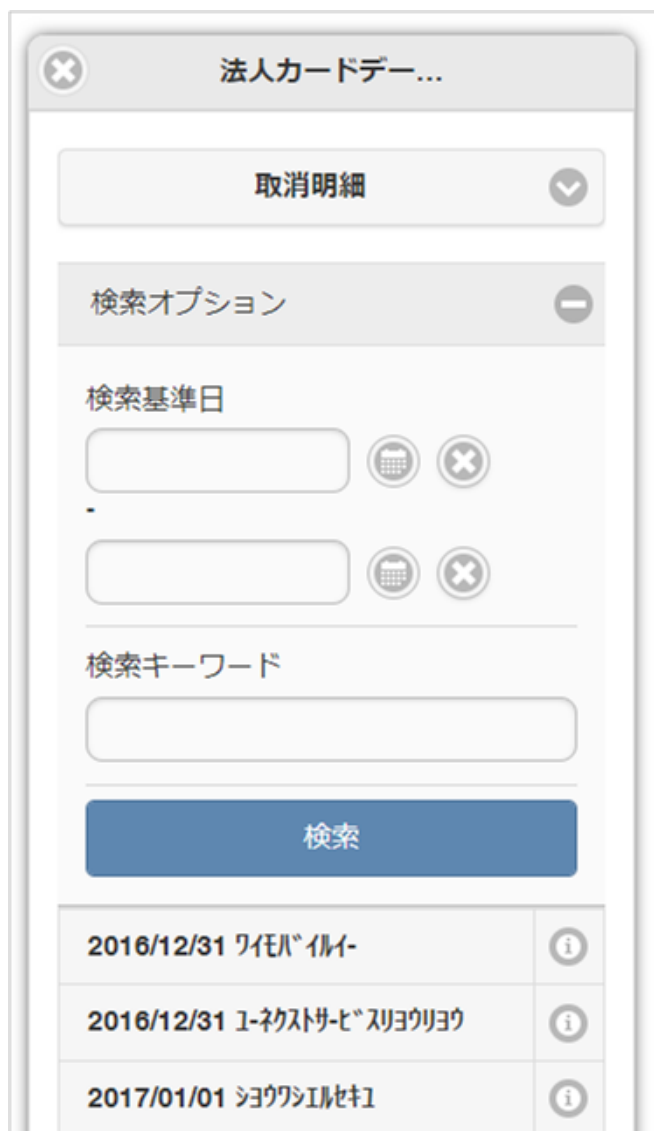 法人カードデー...
取消明細
検索オプション
検索基準日
-
検索キーワード
検索
2016/12/31 ﾜｲﾓﾊﾞｲﾙｲ-
2016/12/31 ﾕ-ﾈｸｽﾄｻ-ﾋﾞｽﾘﾖｳﾘﾖｳ
2017/01/01 ｼﾖｳﾜｼｴﾙｾｷﾕ